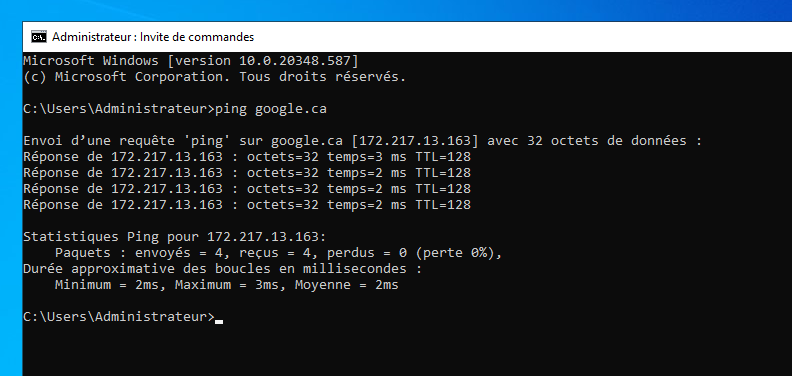 Administrateur : Invite de commandes
Microsoft Windows [version 10.0.20348.587]
(c) Microsoft Corporation. Tous droits réservés.
C:\Users\Administrateur>ping google.ca
Envoi d’une requête 'ping' sur google.ca [172.217.13.163] avec 32 octets de données :
Réponse de 172.217.13.163 : octets=32 temps=3 ms TTL=128
Réponse de 172.217.13.163 : octets=32 temps=2 ms TTL=128
Réponse de 172.217.13.163 : octets=32 temps=2 ms TTL=128
Réponse de 172.217.13.163 : octets=32 temps=2 ms TTL=128
Statistiques Ping pour 172.217.13.163:
Paquets : envoyés = 4, reçus = 4, perdus = 0 (perte 0%),
Durée approximative des boucles en millisecondes :
Minimum = 2ms, Maximum = 3ms, Moyenne = 2ms
C:\Users\Administrateur>